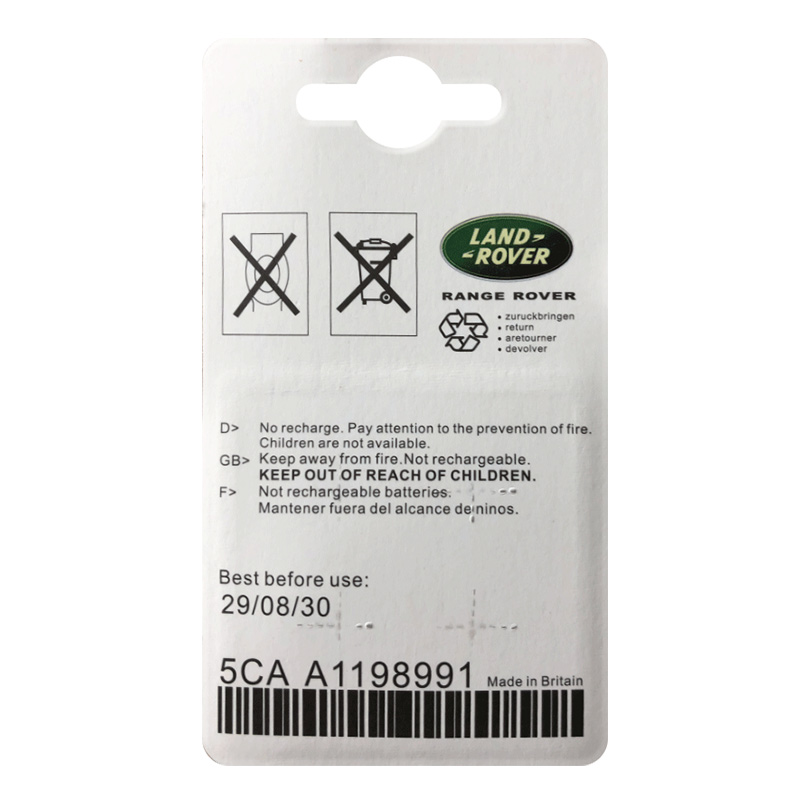 LAND-
-ROVER
RANGE ROVER
• zuruckbringen
• return
• aretourner
• devolver
D> No recharge. Pay attention to the prevention of fire.
Children are not available.
GB> Keep away from fire.Not rechargeable.
KEEP OUT OF REACH OF CHILDREN.
F> Not rechargeable batteries.
Mantener fuera del alcance de ninos.
Best before use:
29/08/30
5CA A1198991 Made in Britain